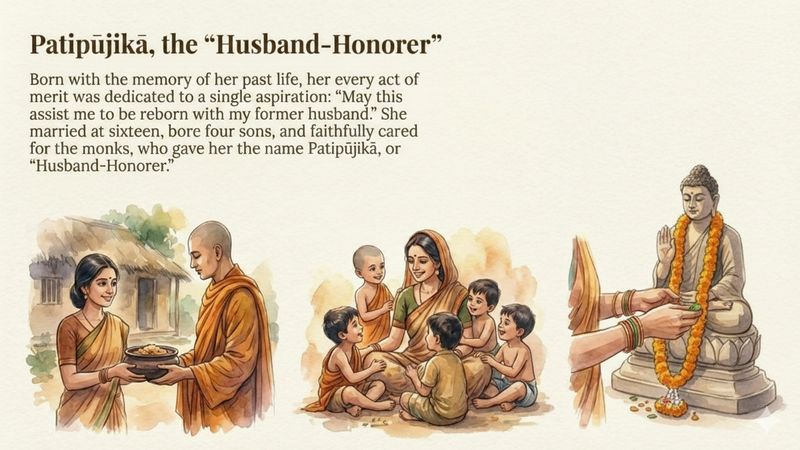 Patipūjikā, the “Husband-Honorer”
Born with the memory of her past life, her every act of
merit was dedicated to a single aspiration: “May this
assist me to be reborn with my former husband.” She
married at sixteen, bore four sons, and faithfully cared
for the monks, who gave her the name Patipūjikā, or
“Husband-Honorer.”